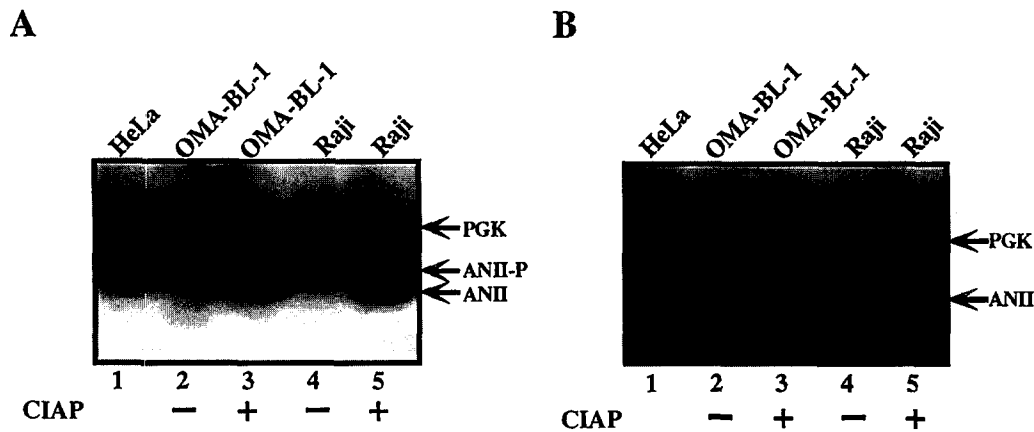 A
HeLa OMA-BL-1 OMA-BL-1 Raji Raji
PGK
ANII-P
ANII
1 2 3 4 5
CIAP − + − +
B
HeLa OMA-BL-1 OMA-BL-1 Raji Raji
PGK
ANII
1 2 3 4 5
CIAP − + − +